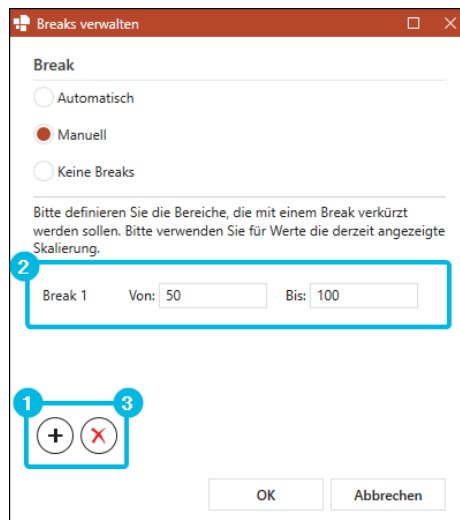 Breaks verwalten
Break
Automatisch
Manuell
Keine Breaks
Bitte definieren Sie die Bereiche, die mit einem Break verkürzt
werden sollen. Bitte verwenden Sie für Werte die derzeit angezeigte
Skalierung.
2
Break 1 Von: 50 Bis: 100
1 3
OK Abbrechen